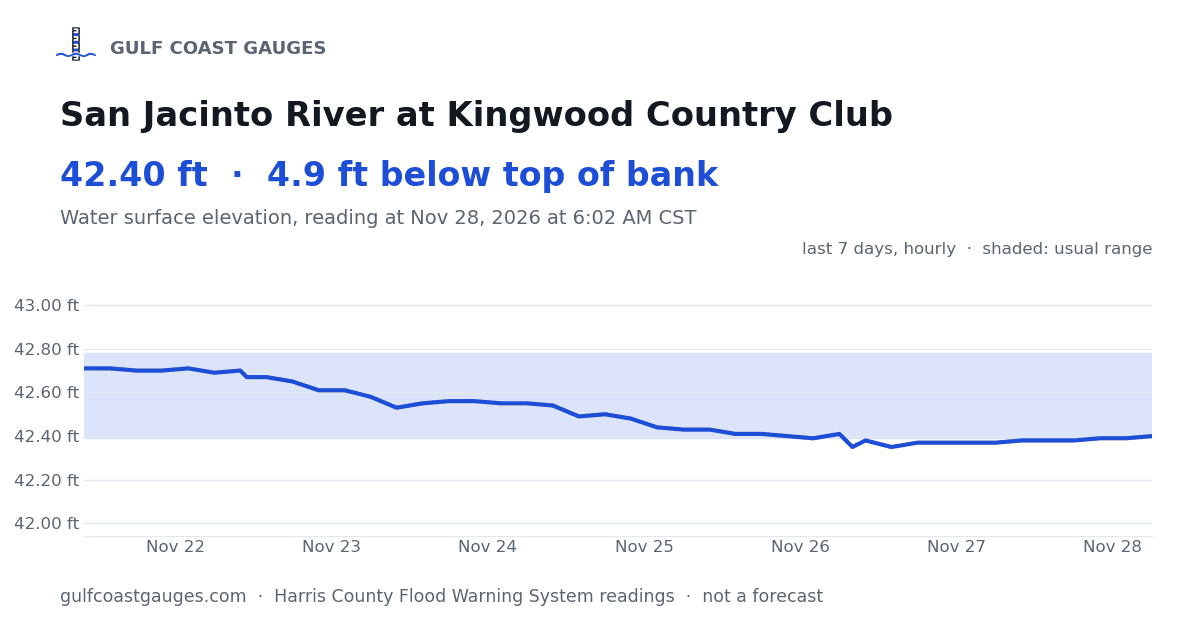 GULF COAST GAUGES
San Jacinto River at Kingwood Country Club
42.40 ft · 4.9 ft below top of bank
Water surface elevation, reading at Nov 28, 2026 at 6:02 AM CST
last 7 days, hourly · shaded: usual range
43.00 ft
42.80 ft
42.60 ft
42.40 ft
42.20 ft
42.00 ft
Nov 22 Nov 23 Nov 24 Nov 25 Nov 26 Nov 27 Nov 28
gulfcoastgauges.com · Harris County Flood Warning System readings · not a forecast